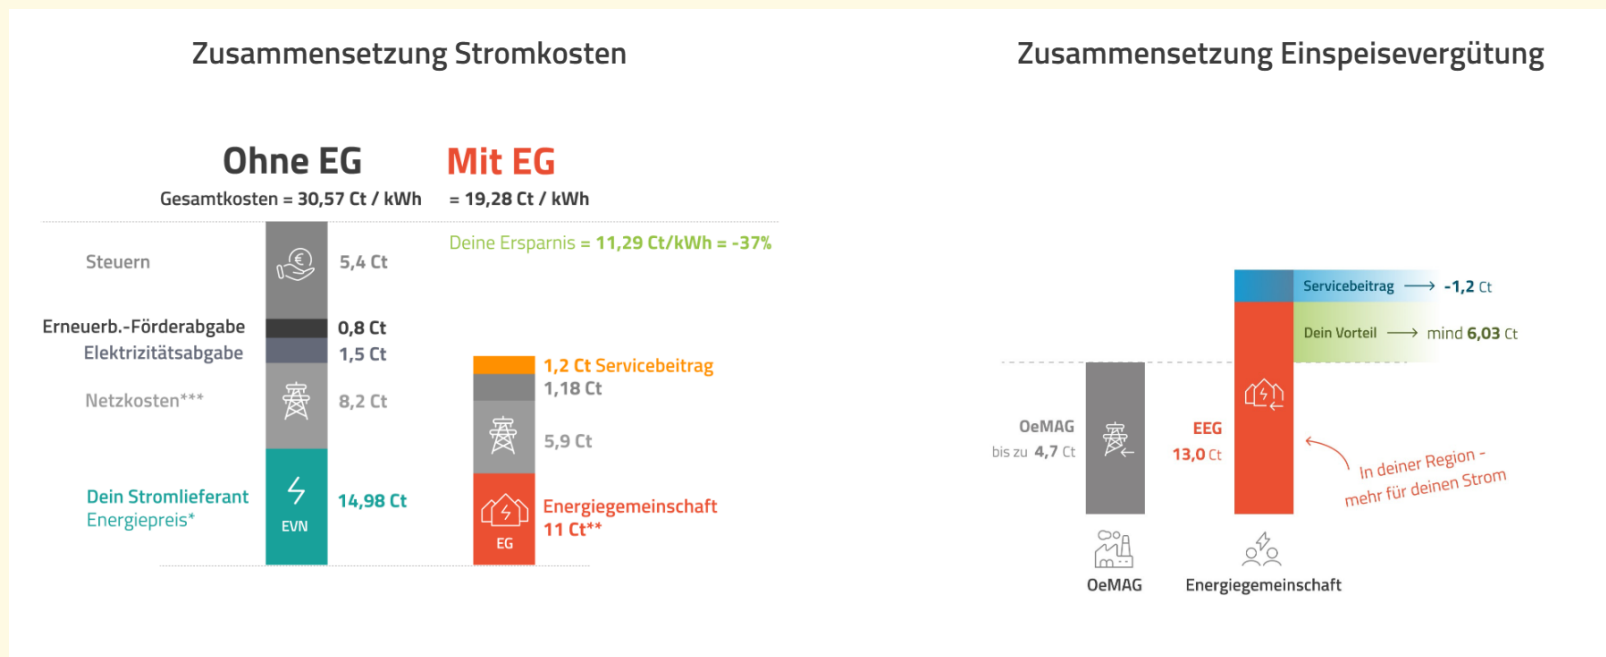 Zusammensetzung Stromkosten
Ohne EG
Mit EG
Gesamtkosten = 30,57 Ct / kWh
= 19,28 Ct / kWh
Deine Ersparnis = 11,29 Ct/kWh = -37%
Steuern
5,4 Ct
Erneuerb.-Förderabgabe
0,8 Ct
Elektrizitätsabgabe
1,5 Ct
Netzkosten***
8,2 Ct
Dein Stromlieferant
Energiepreis*
EVN
14,98 Ct
1,2 Ct Servicebeitrag
1,18 Ct
5,9 Ct
Energiegemeinschaft
11 Ct**
EG
Zusammensetzung Einspeisevergütung
Servicebeitrag
-1,2 Ct
Dein Vorteil
mind 6,03 Ct
OeMAG
bis zu 4,7 Ct
EEG
13,0 Ct
In deiner Region -
mehr für deinen Strom
OeMAG
Energiegemeinschaft